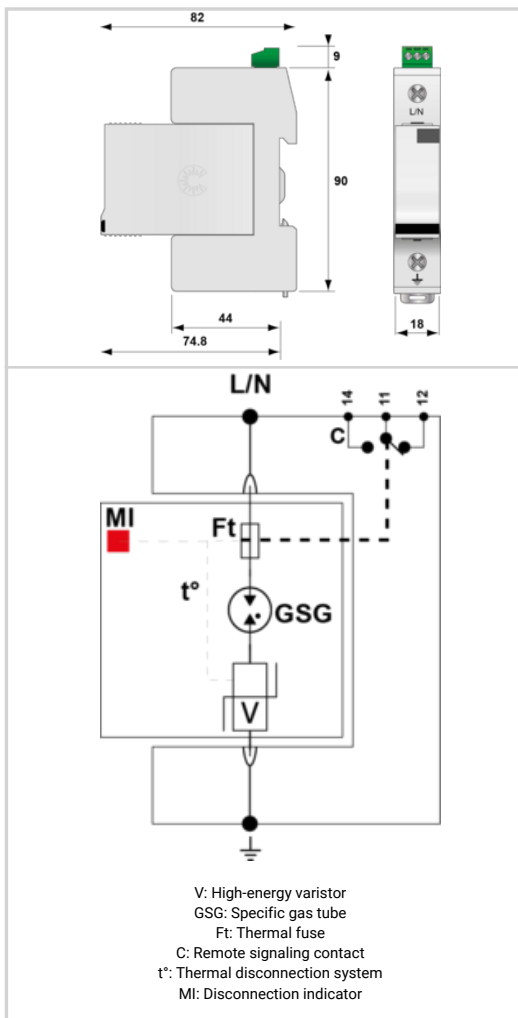 82
9
L/N
90
44
18
74.8
L/N
14
11
12
C
MI
Ft
t°
GSG
V
V: High-energy varistor
GSG: Specific gas tube
Ft: Thermal fuse
C: Remote signaling contact
t°: Thermal disconnection system
MI: Disconnection indicator